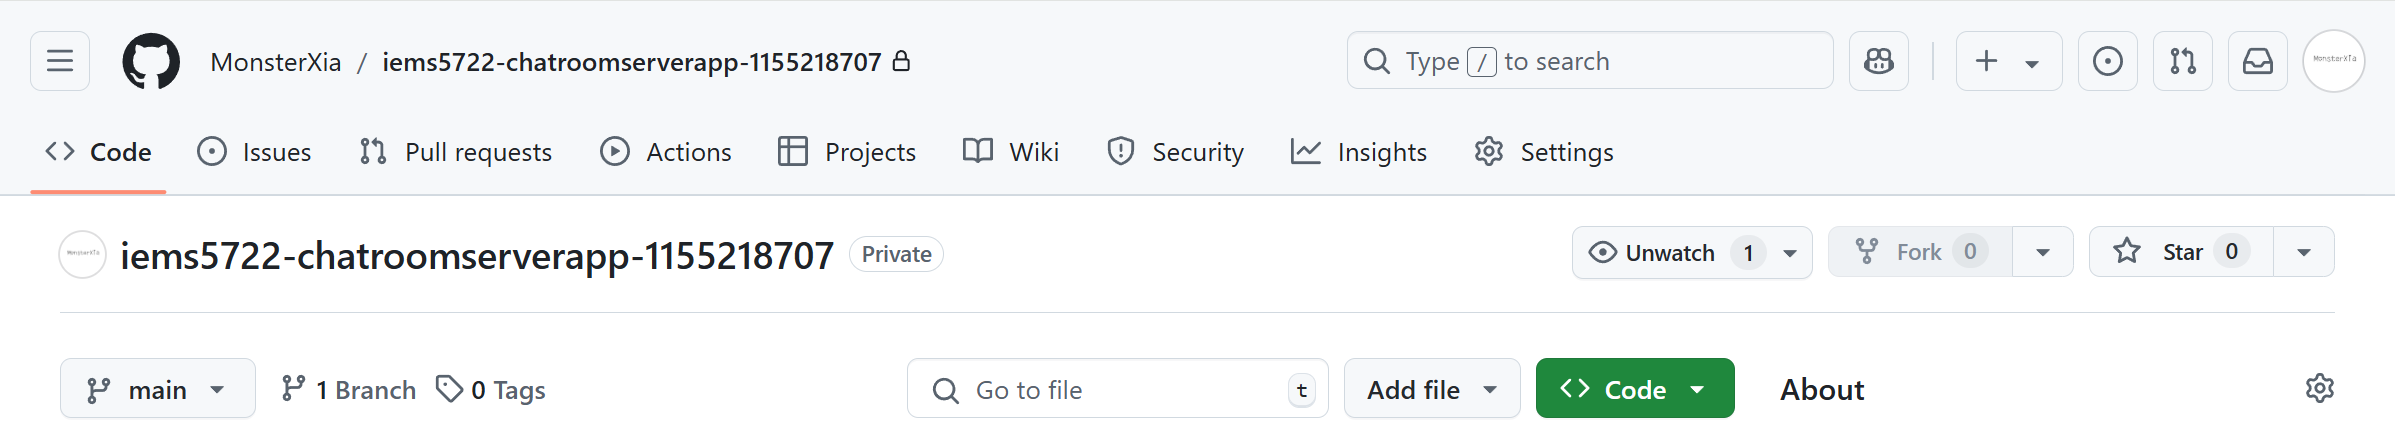 MonsterXia / iems5722-chatroomserverapp-1155218707
Type / to search
MonsterXia
Code Issues Pull requests Actions Projects Wiki Security Insights Settings
MonsterXia
iems5722-chatroomserverapp-1155218707 Private
Unwatch 1 Fork 0 Star 0
main 1 Branch 0 Tags
Go to file t
Add file Code About